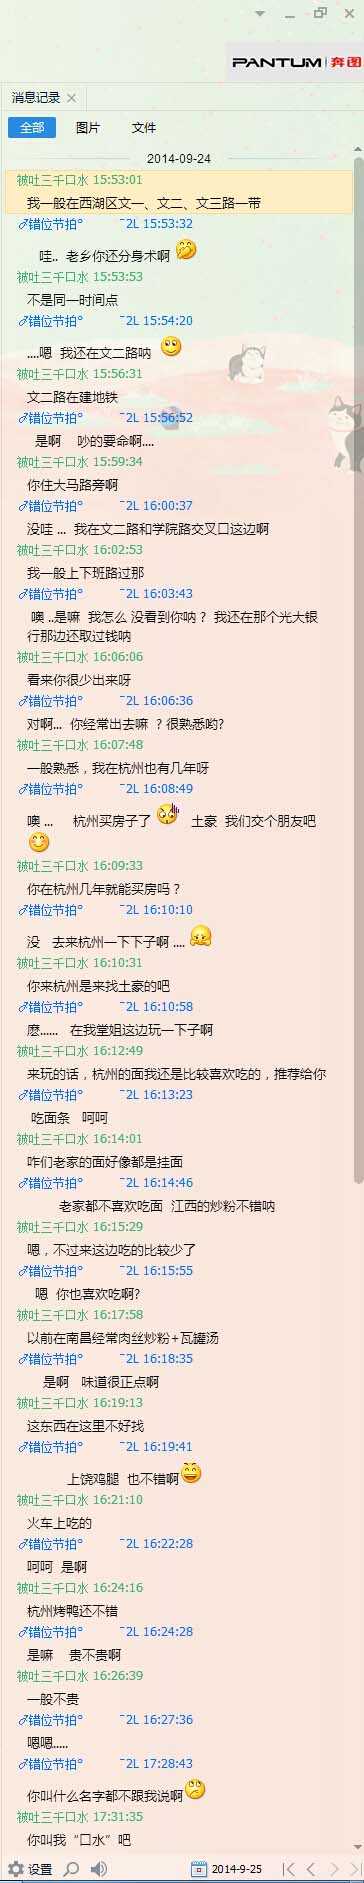 PANTUM 奔图
消息记录
全部 图片 文件
2014-09-24
被吐三千口水 15:53:01
我一般在西湖区文一、文二、文三路一带
♂错位节拍° ˉ2L 15:53:32
哇.. 老乡你还分身术啊
被吐三千口水 15:53:53
不是同一时间点
♂错位节拍° ˉ2L 15:54:20
....嗯 我还在文二路呐
被吐三千口水 15:56:31
文二路在建地铁
♂错位节拍° ˉ2L 15:56:52
是啊 吵的要命啊....
被吐三千口水 15:59:34
你住大马路旁啊
♂错位节拍° ˉ2L 16:00:37
没哇 ... 我在文二路和学院路交叉口这边啊
被吐三千口水 16:02:53
我一般上下班路过那
♂错位节拍° ˉ2L 16:03:43
噢 ..是嘛 我怎么 没看到你呐？ 我还在那个光大银
行那边还取过钱呐
被吐三千口水 16:06:06
看来你很少出来呀
♂错位节拍° ˉ2L 16:06:36
对啊... 你经常出去嘛 ？很熟悉哟?
被吐三千口水 16:07:48
一般熟悉，我在杭州也有几年呀
♂错位节拍° ˉ2L 16:08:49
噢 ... 杭州买房子了 土豪 我们交个朋友吧
被吐三千口水 16:09:33
你在杭州几年就能买房吗？
♂错位节拍° ˉ2L 16:10:10
没 去来杭州一下下子啊 ....
被吐三千口水 16:10:31
你来杭州是来找土豪的吧
♂错位节拍° ˉ2L 16:10:58
麽...... 在我堂姐这边玩一下子啊
被吐三千口水 16:12:49
来玩的话，杭州的面我还是比较喜欢吃的，推荐给你
♂错位节拍° ˉ2L 16:13:23
吃面条 呵呵
被吐三千口水 16:14:01
咋们老家的面好像都是挂面
♂错位节拍° ˉ2L 16:14:46
老家都不喜欢吃面 江西的炒粉不错呐
被吐三千口水 16:15:29
嗯，不过来这边吃的比较少了
♂错位节拍° ˉ2L 16:15:55
嗯 你也喜欢吃啊?
被吐三千口水 16:17:58
以前在南昌经常肉丝炒粉+瓦罐汤
♂错位节拍° ˉ2L 16:18:35
是啊 味道很正点啊
被吐三千口水 16:19:13
这东西在这里不好找
♂错位节拍° ˉ2L 16:19:41
上饶鸡腿 也不错啊
被吐三千口水 16:21:10
火车上吃的
♂错位节拍° ˉ2L 16:22:28
呵呵 是啊
被吐三千口水 16:24:16
杭州烤鸭还不错
♂错位节拍° ˉ2L 16:24:28
是嘛 贵不贵啊
被吐三千口水 16:26:39
一般不贵
♂错位节拍° ˉ2L 16:27:36
嗯嗯.....
♂错位节拍° ˉ2L 17:28:43
你叫什么名字都不跟我说啊
被吐三千口水 17:31:35
你叫我“口水”吧
设置 2014-9-25